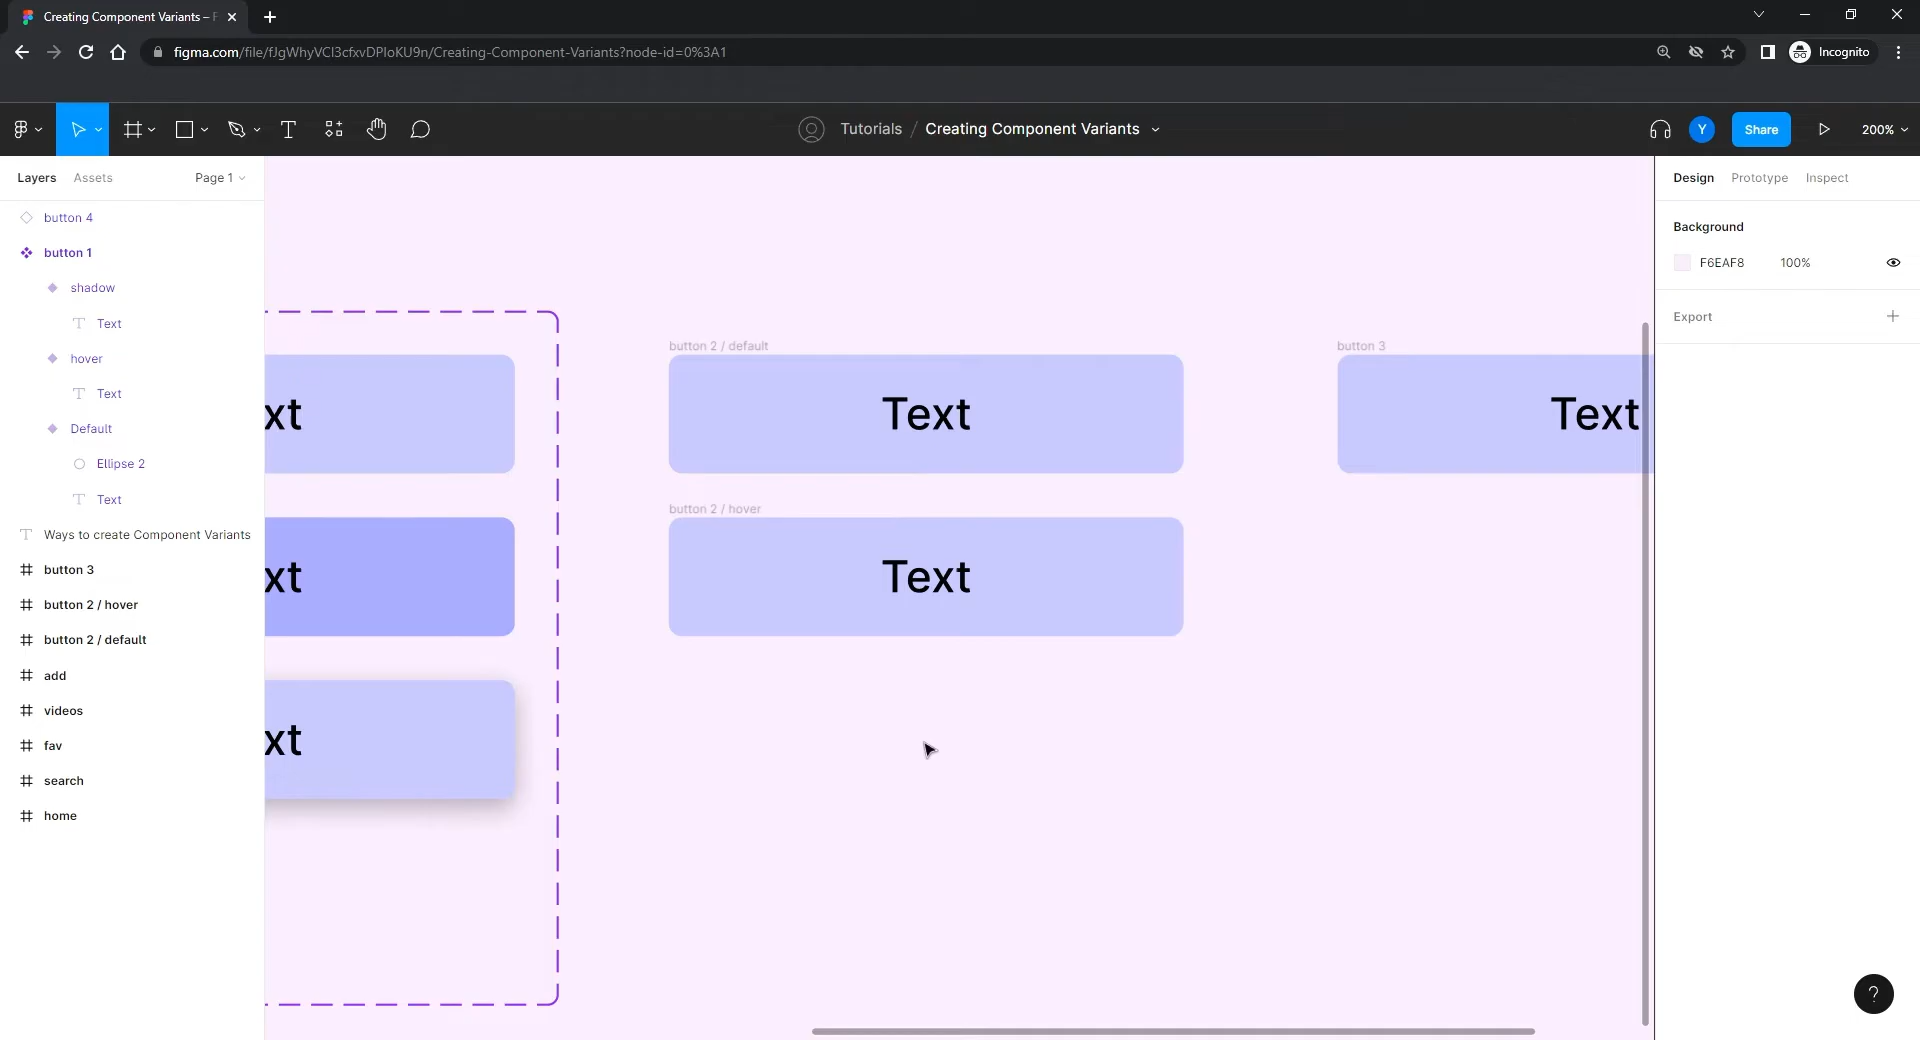 Creating Component Variants – F
figma.com/file/fJgWhyVCl3cfxvDPloKU9n/Creating-Component-Variants?node-id=0%3A1
Incognito
Tutorials / Creating Component Variants
Y
Share
200%
Layers
Assets
Page 1
Design
Prototype
Inspect
button 4
button 1
shadow
Text
hover
Text
Default
Ellipse 2
Text
Ways to create Component Variants
button 3
button 2 / hover
button 2 / default
add
videos
fav
search
home
xt
xt
xt
button 2 / default
Text
button 2 / hover
Text
button 3
Text
Background
F6EAF8
100%
Export
?